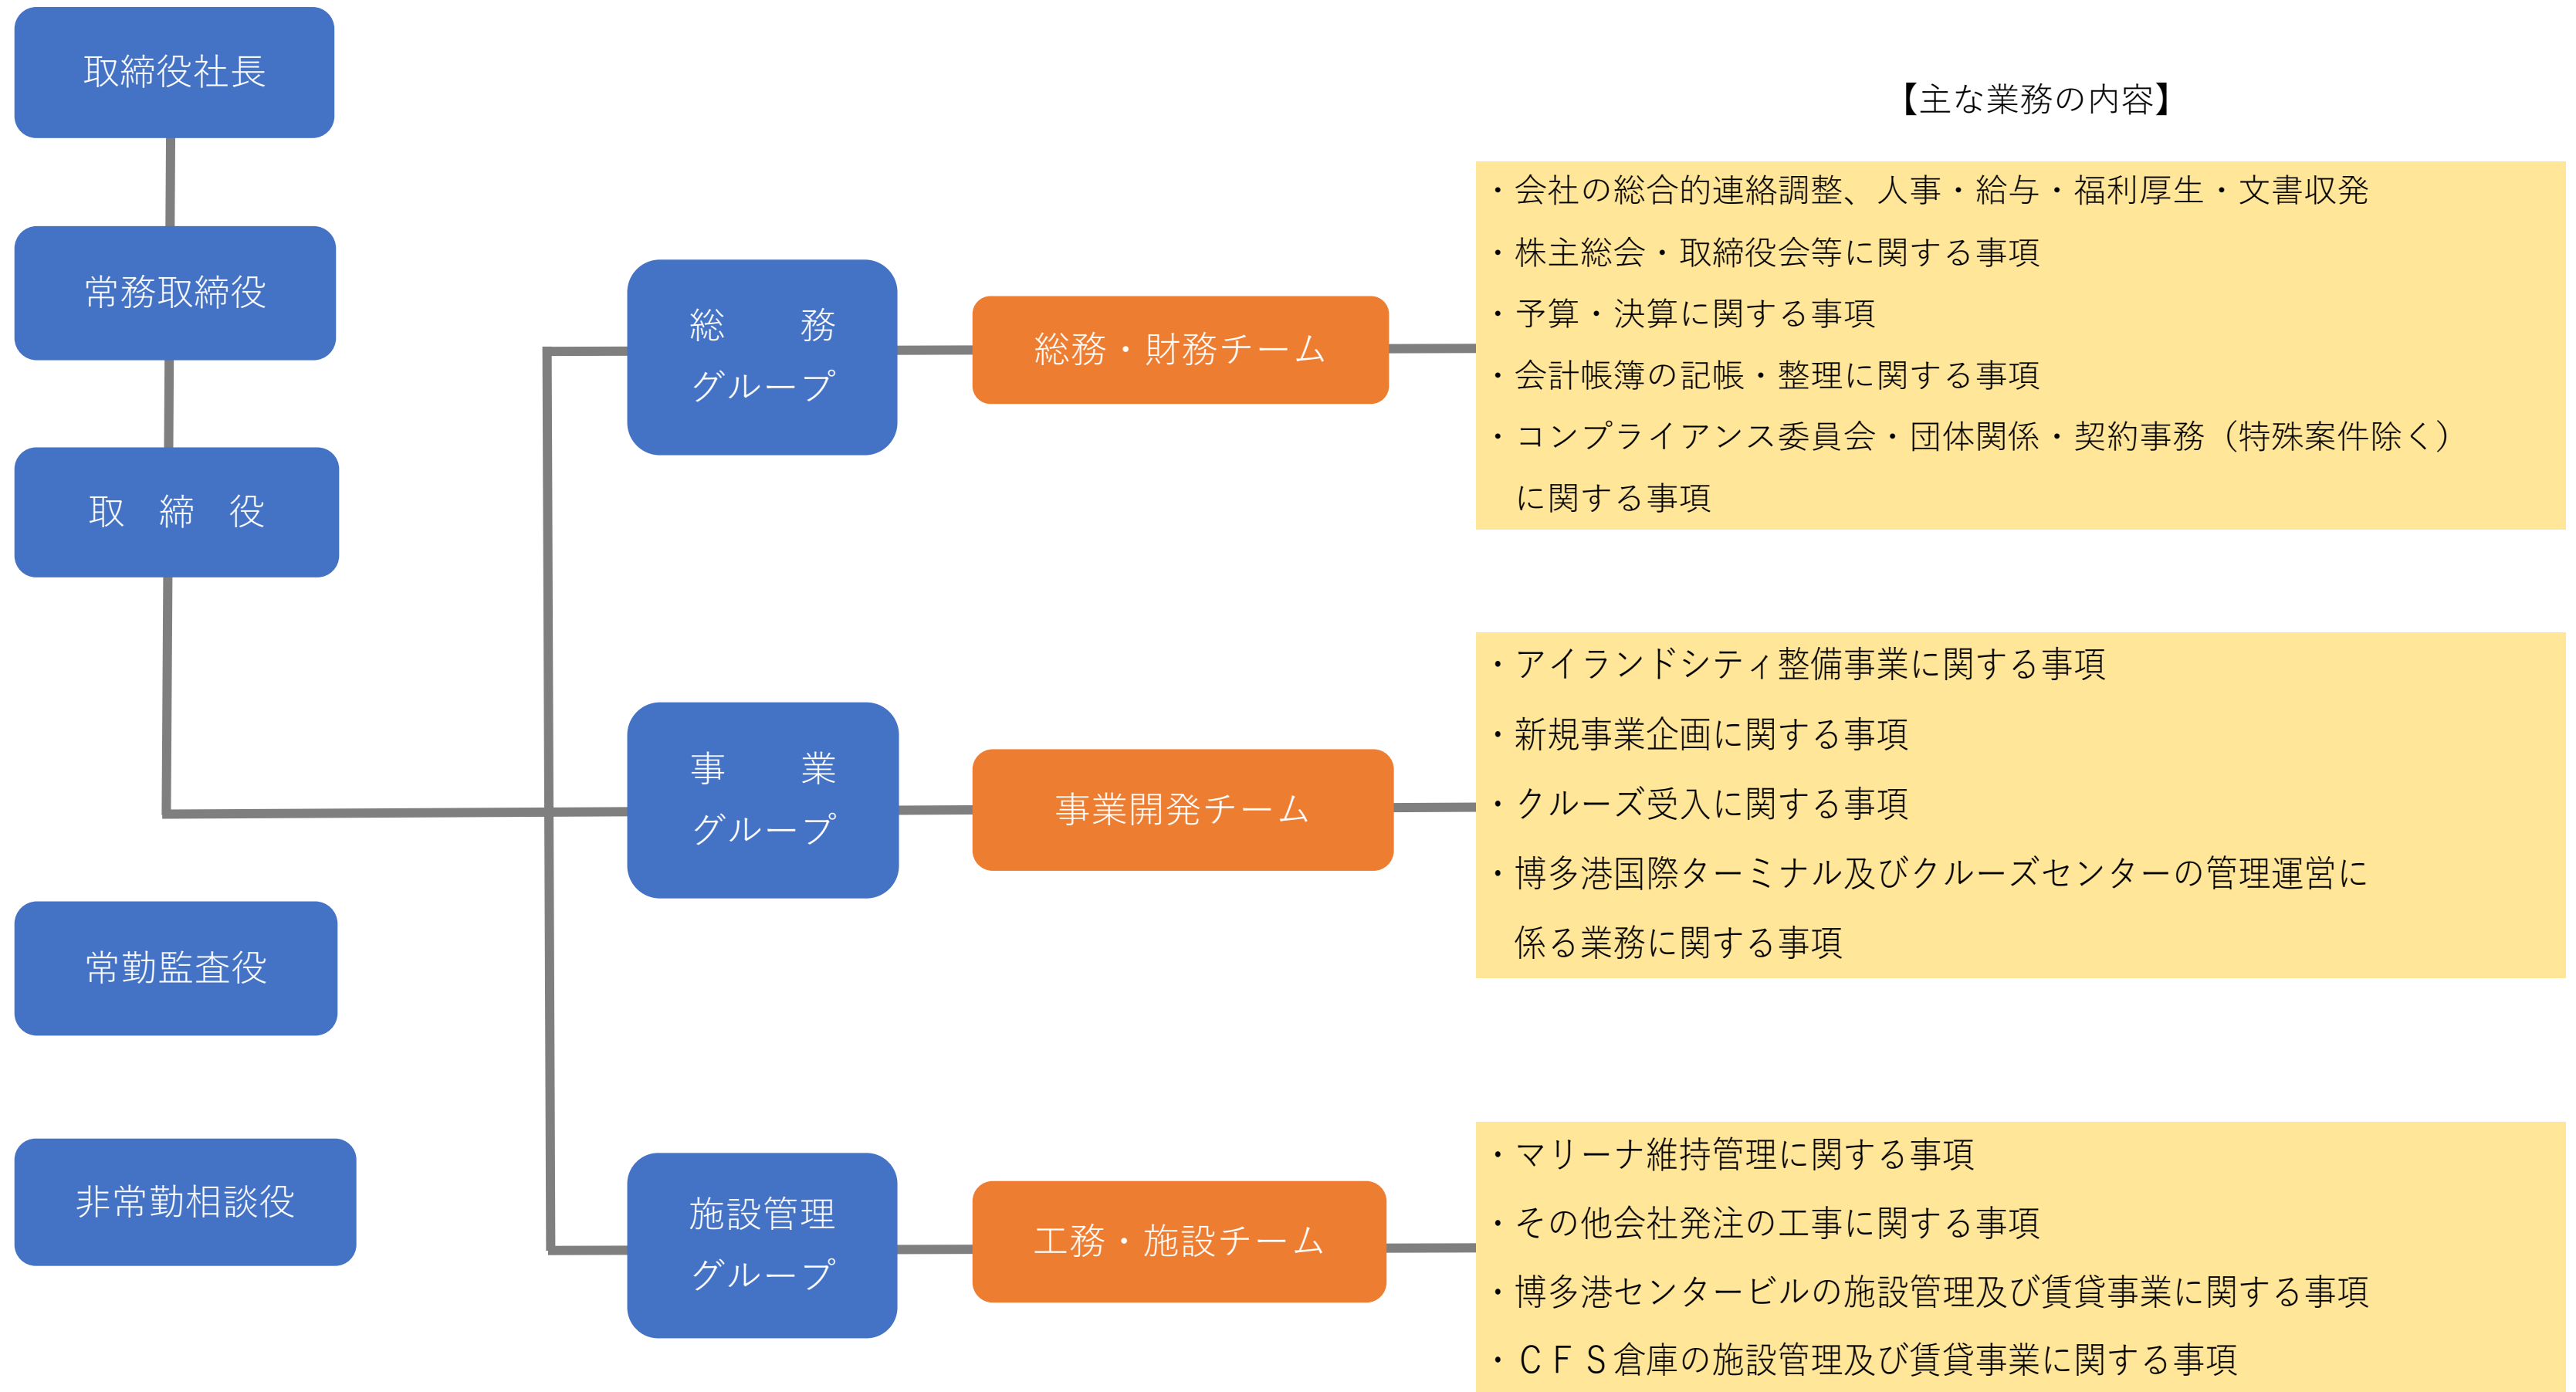 取締役社長
常務取締役
取　締　役
常勤監査役
非常勤相談役
総　　務
グループ
総務・財務チーム
事　　業
グループ
事業開発チーム
施設管理
グループ
工務・施設チーム
【主な業務の内容】
・会社の総合的連絡調整、人事・給与・福利厚生・文書収発
・株主総会・取締役会等に関する事項
・予算・決算に関する事項
・会計帳簿の記帳・整理に関する事項
・コンプライアンス委員会・団体関係・契約事務（特殊案件除く）
に関する事項
・アイランドシティ整備事業に関する事項
・新規事業企画に関する事項
・クルーズ受入に関する事項
・博多港国際ターミナル及びクルーズセンターの管理運営に
係る業務に関する事項
・マリーナ維持管理に関する事項
・その他会社発注の工事に関する事項
・博多港センタービルの施設管理及び賃貸事業に関する事項
・ＣＦＳ倉庫の施設管理及び賃貸事業に関する事項